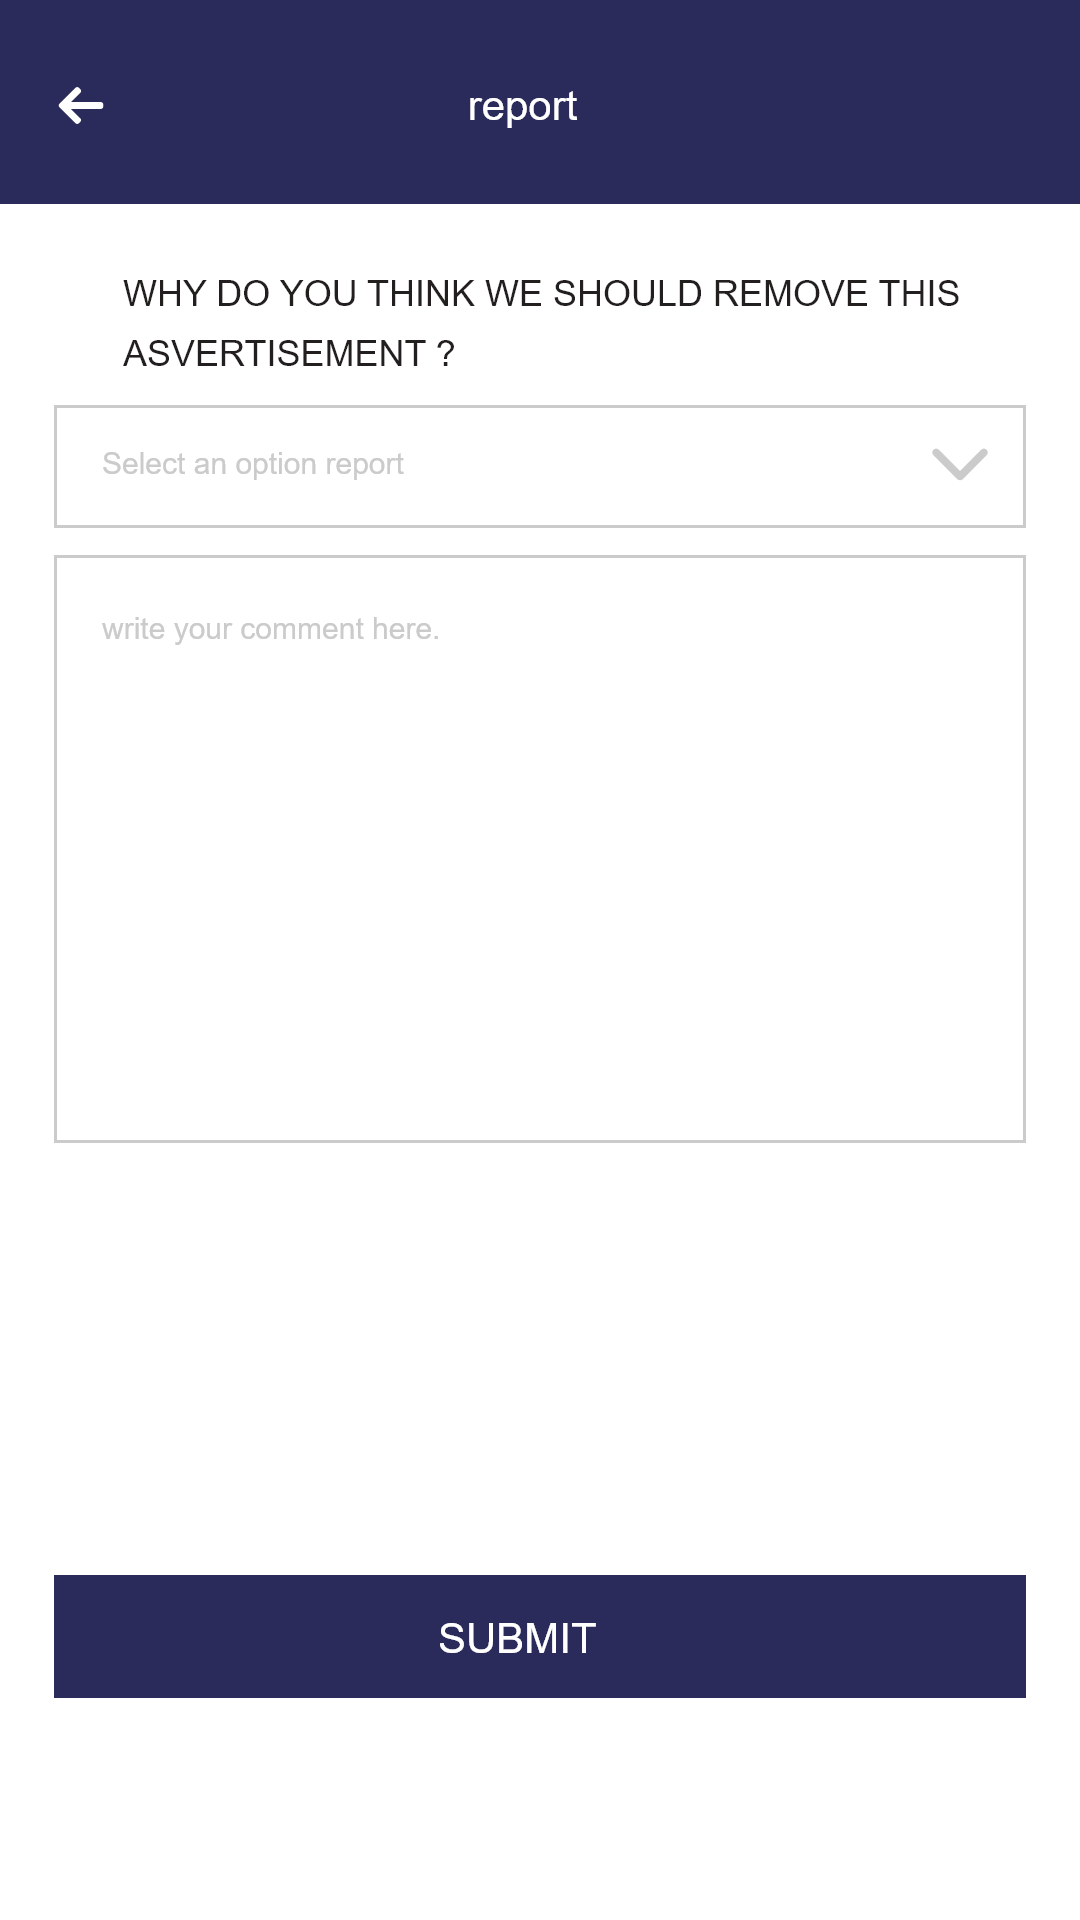 report
WHY DO YOU THINK WE SHOULD REMOVE THIS
ASVERTISEMENT ?
Select an option report
write your comment here.
SUBMIT